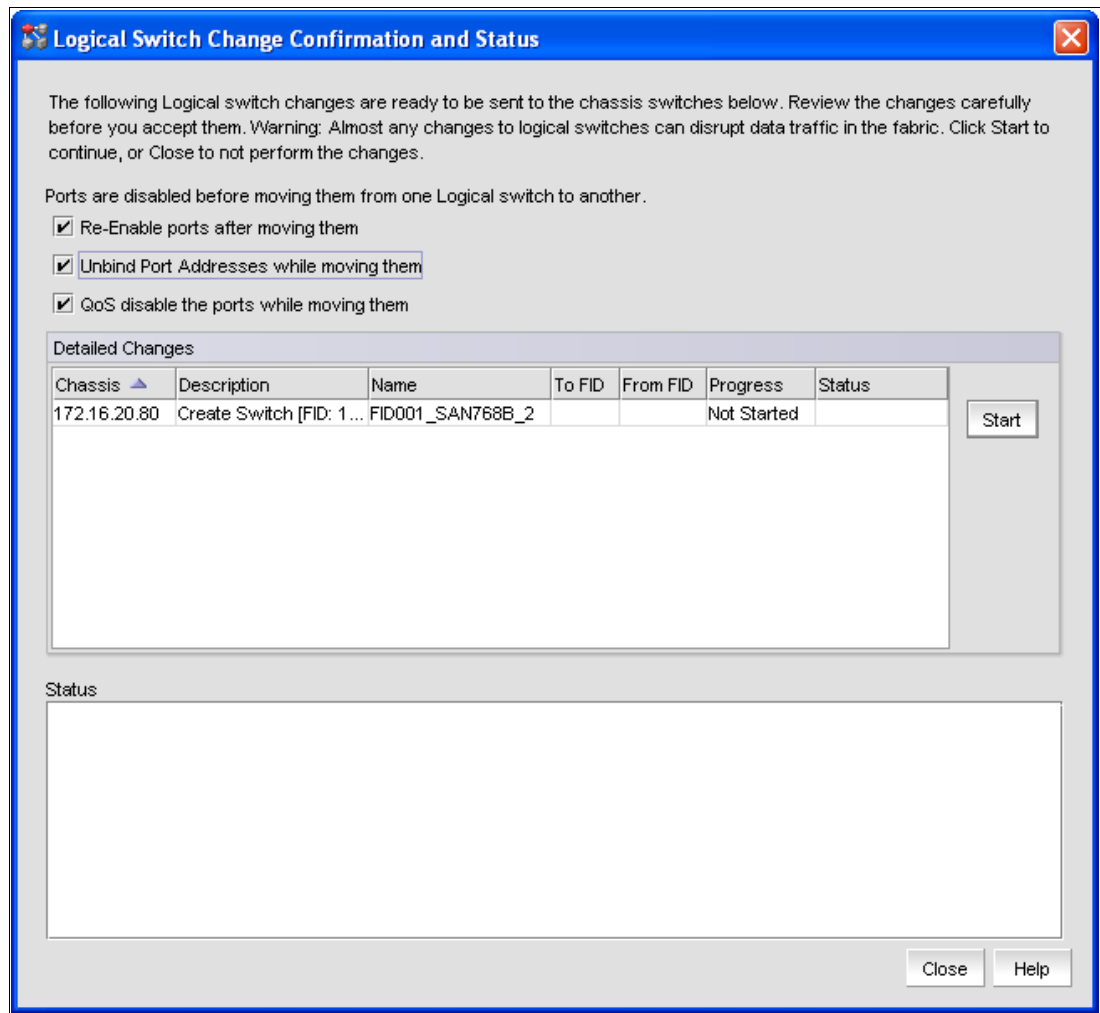 Logical Switch Change Confirmation and Status
The following Logical switch changes are ready to be sent to the chassis switches below. Review the changes carefully
before you accept them. Warning: Almost any changes to logical switches can disrupt data traffic in the fabric. Click Start to
continue, or Close to not perform the changes.
Ports are disabled before moving them from one Logical switch to another.
Re-Enable ports after moving them
Unbind Port Addresses while moving them
QoS disable the ports while moving them
Detailed Changes
Chassis Description Name To FID From FID Progress Status
172.16.20.80 Create Switch [FID: 1... FID001_SAN768B_2 Not Started
Start
Status
Close Help